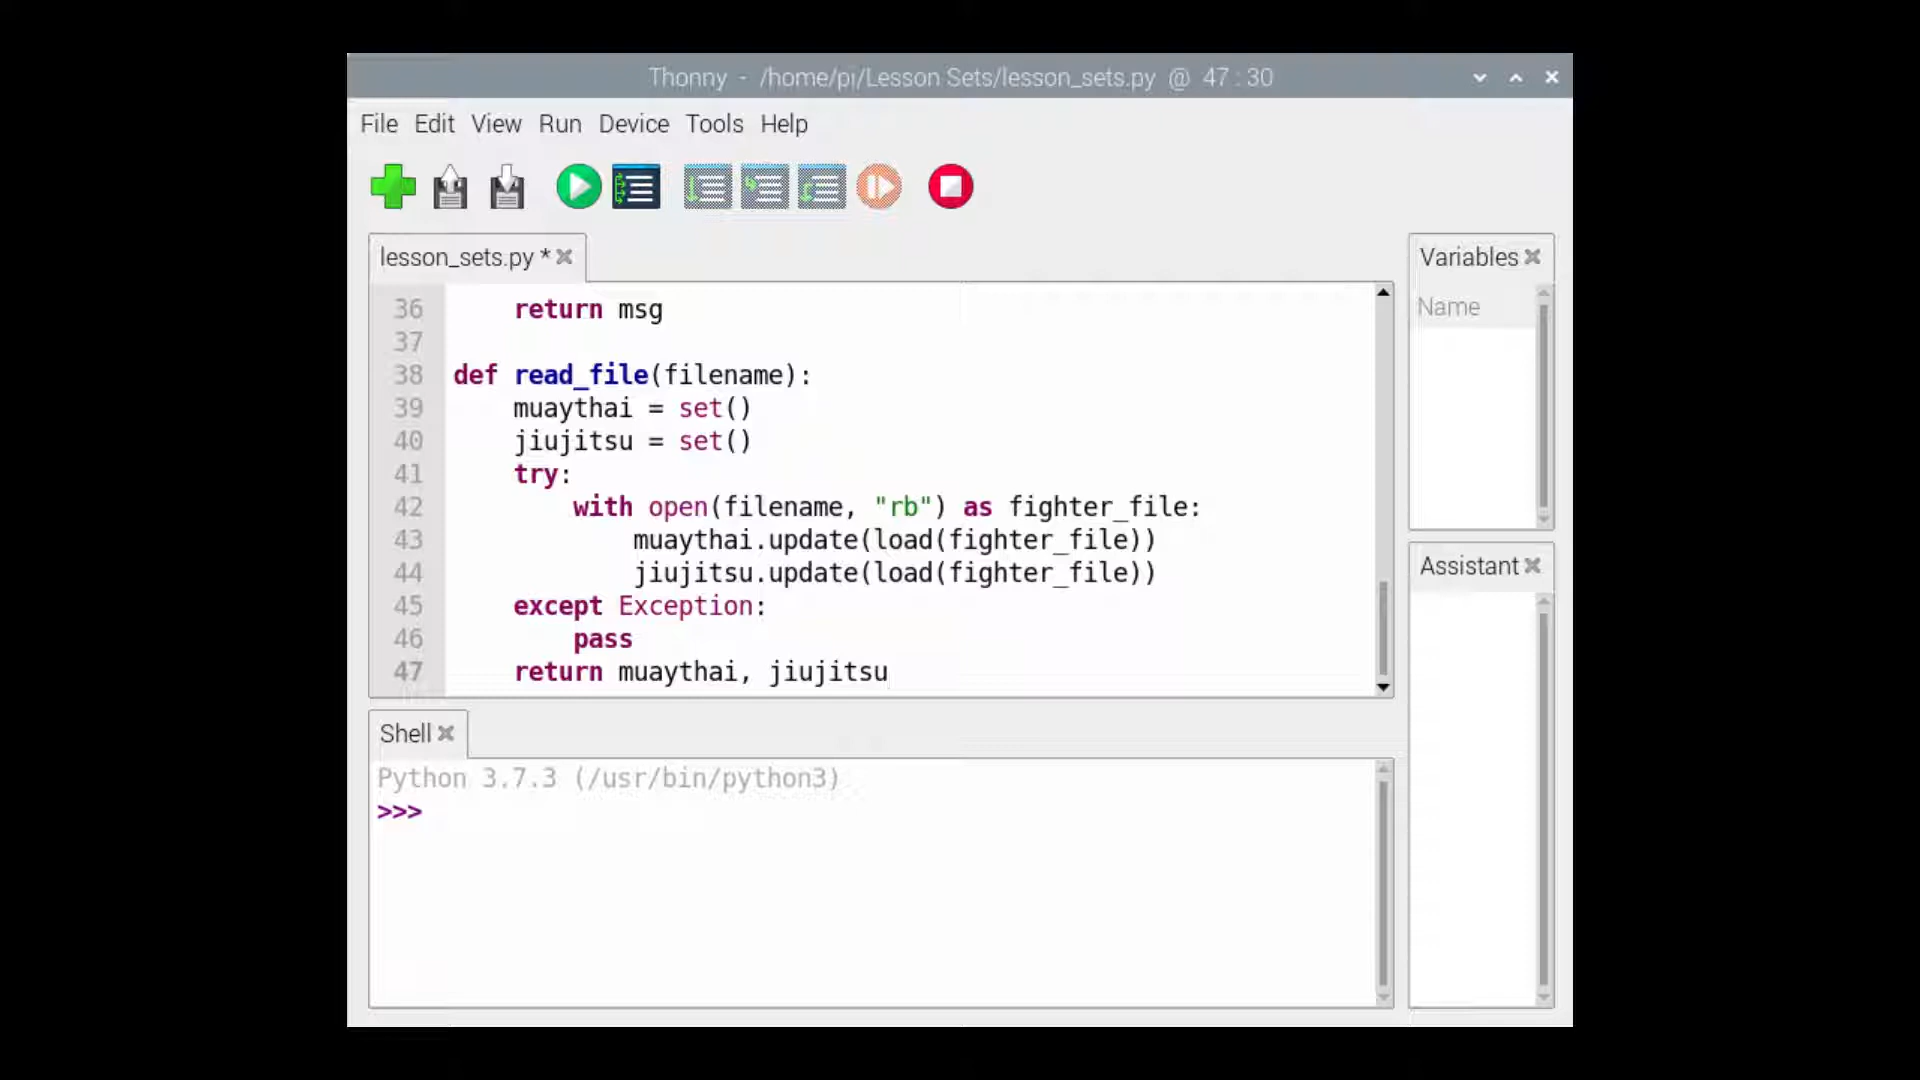 Thonny - /home/pi/Lesson Sets/lesson_sets.py @ 47 : 30
File Edit View Run Device Tools Help
lesson_sets.py *
36 return msg
37
38 def read_file(filename):
39 muaythai = set()
40 jiujitsu = set()
41 try:
42 with open(filename, "rb") as fighter_file:
43 muaythai.update(load(fighter_file))
44 jiujitsu.update(load(fighter_file))
45 except Exception:
46 pass
47 return muaythai, jiujitsu
Variables
Name
Assistant
Shell
Python 3.7.3 (/usr/bin/python3)
>>>